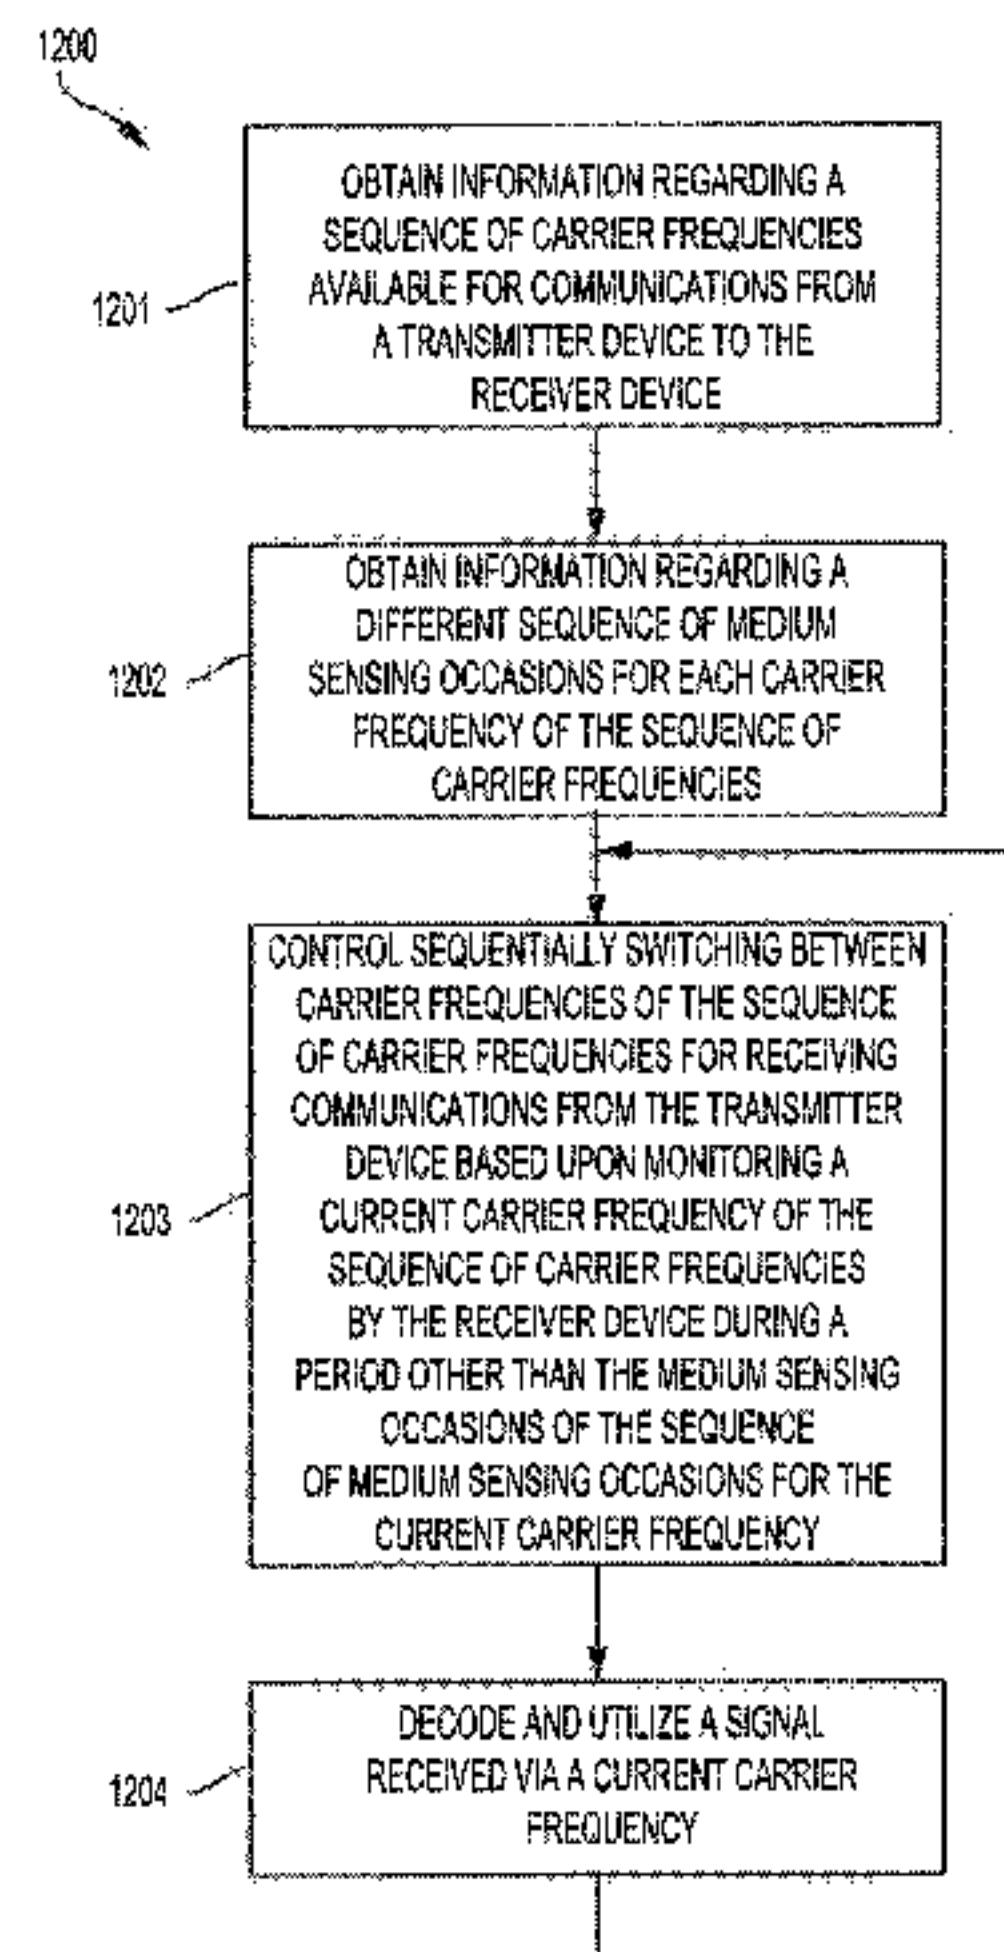 1200
OBTAIN INFORMATION REGARDING A
SEQUENCE OF CARRIER FREQUENCIES
AVAILABLE FOR COMMUNICATIONS FROM
A TRANSMITTER DEVICE TO THE
RECEIVER DEVICE
1201
OBTAIN INFORMATION REGARDING A
DIFFERENT SEQUENCE OF MEDIUM
SENSING OCCASIONS FOR EACH CARRIER
FREQUENCY OF THE SEQUENCE OF
CARRIER FREQUENCIES
1202
CONTROL SEQUENTIALLY SWITCHING BETWEEN
CARRIER FREQUENCIES OF THE SEQUENCE
OF CARRIER FREQUENCIES FOR RECEIVING
COMMUNICATIONS FROM THE TRANSMITTER
DEVICE BASED UPON MONITORING A
CURRENT CARRIER FREQUENCY OF THE
SEQUENCE OF CARRIER FREQUENCIES
BY THE RECEIVER DEVICE DURING A
PERIOD OTHER THAN THE MEDIUM SENSING
OCCASIONS OF THE SEQUENCE
OF MEDIUM SENSING OCCASIONS FOR THE
CURRENT CARRIER FREQUENCY
1203
DECODE AND UTILIZE A SIGNAL
RECEIVED VIA A CURRENT CARRIER
FREQUENCY
1204